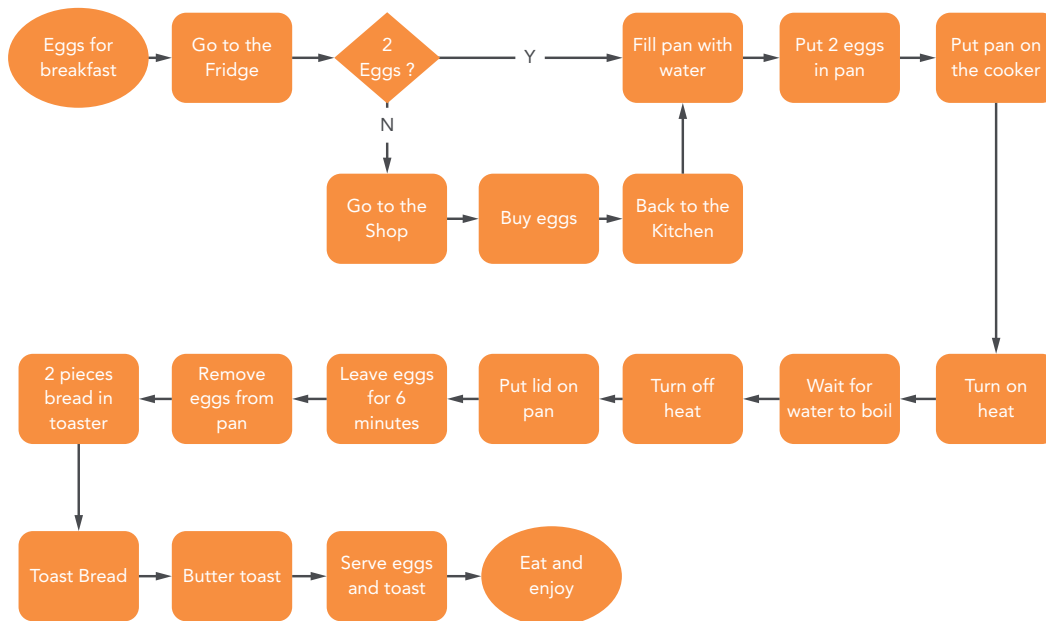 Eggs for
breakfast
Go to the
Fridge
2
Eggs ?
Y
Fill pan with
water
Put 2 eggs
in pan
Put pan on
the cooker
N
Go to the
Shop
Buy eggs
Back to the
Kitchen
Turn on
heat
Wait for
water to boil
Turn off
heat
Put lid on
pan
Leave eggs
for 6
minutes
Remove
eggs from
pan
2 pieces
bread in
toaster
Toast Bread
Butter toast
Serve eggs
and toast
Eat and
enjoy